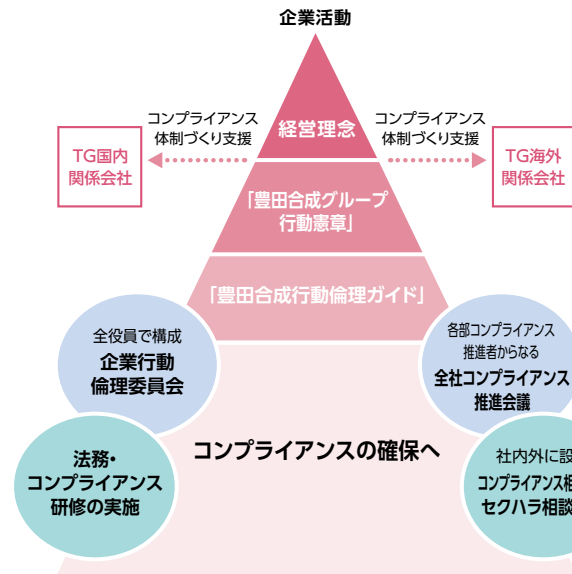 企業活動
経営理念
コンプライアンス
体制づくり支援
コンプライアンス
体制づくり支援
TG国内
関係会社
TG海外
関係会社
「豊田合成グループ
行動憲章」
「豊田合成行動倫理ガイド」
全役員で構成
企業行動
倫理委員会
各部コンプライアンス
推進者からなる
全社コンプライアンス
推進会議
コンプライアンスの確保へ
法務・
コンプライアンス
研修の実施
社内外に設
コンプライアンス相
セクハラ相談